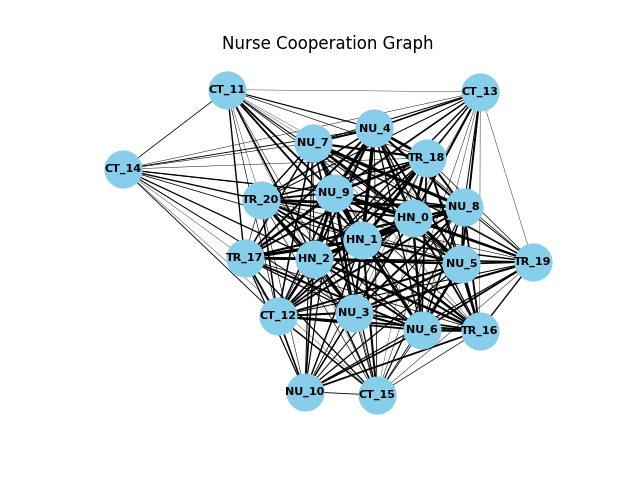 Nurse Cooperation Graph
CT_11
CT_13
NU_4
NU_7
TR_18
CT_14
NU_9
TR_20
NU_8
HN_0
HN_1
TR_17
HN_2
NU_5
TR_19
NU_3
CT_12
NU_6
TR_16
NU_10
CT_15